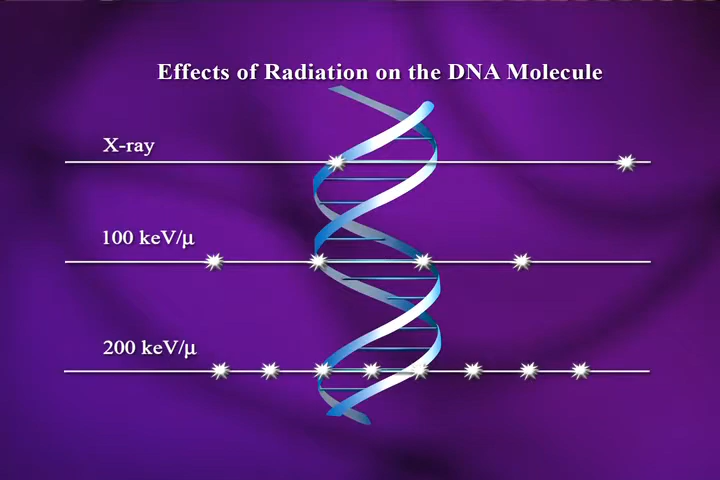 Effects of Radiation on the DNA Molecule
X-ray
100 keV/μ
200 keV/μ